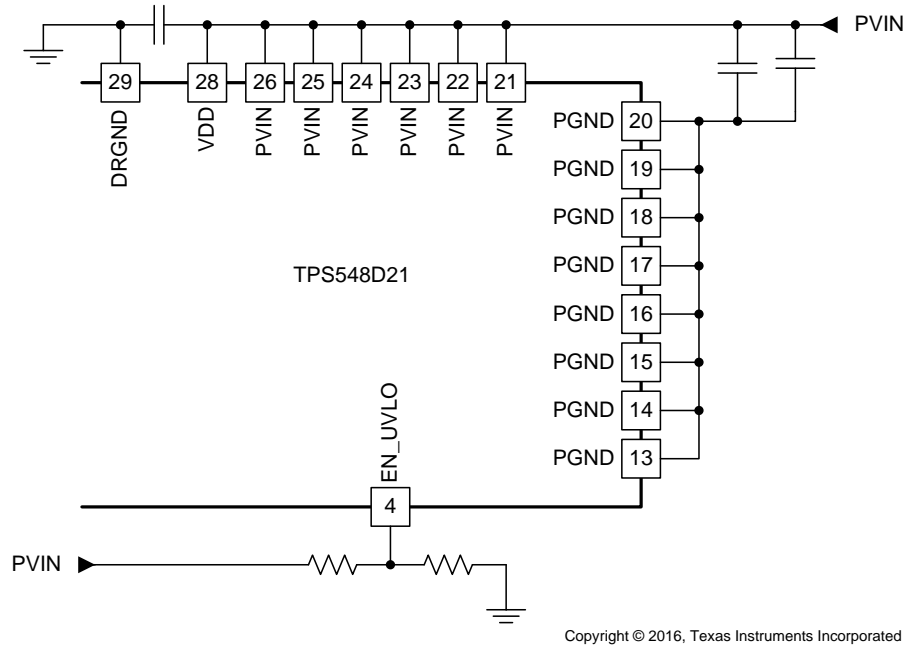 PVIN
29
28
26
25
24
23
22
21
DRGND
VDD
PVIN
PVIN
PVIN
PVIN
PVIN
PVIN
PGND 20
PGND 19
PGND 18
PGND 17
TPS548D21
PGND 16
PGND 15
PGND 14
PGND 13
EN_UVLO
4
PVIN
Copyright © 2016, Texas Instruments Incorporated